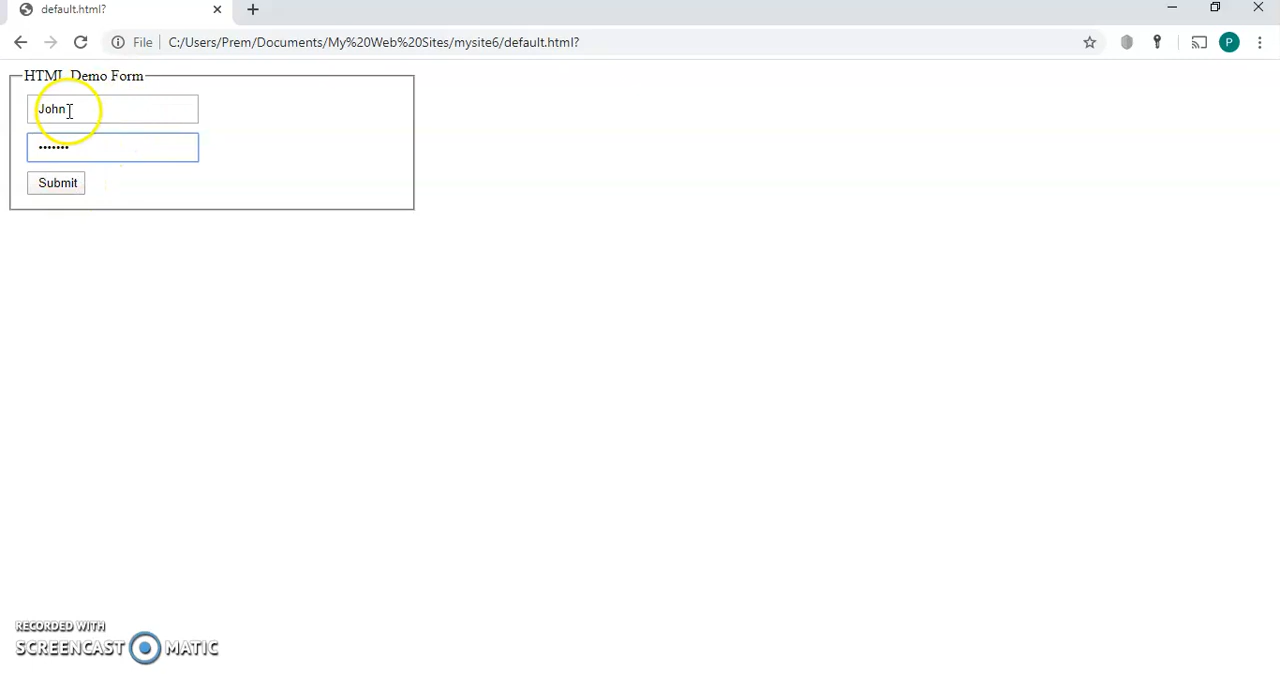 default.html?
File C:/Users/Prem/Documents/My%20Web%20Sites/mysite6/default.html?
P
HTML Demo Form
John
•••••••
Submit
RECORDED WITH
SCREENCAST MATIC